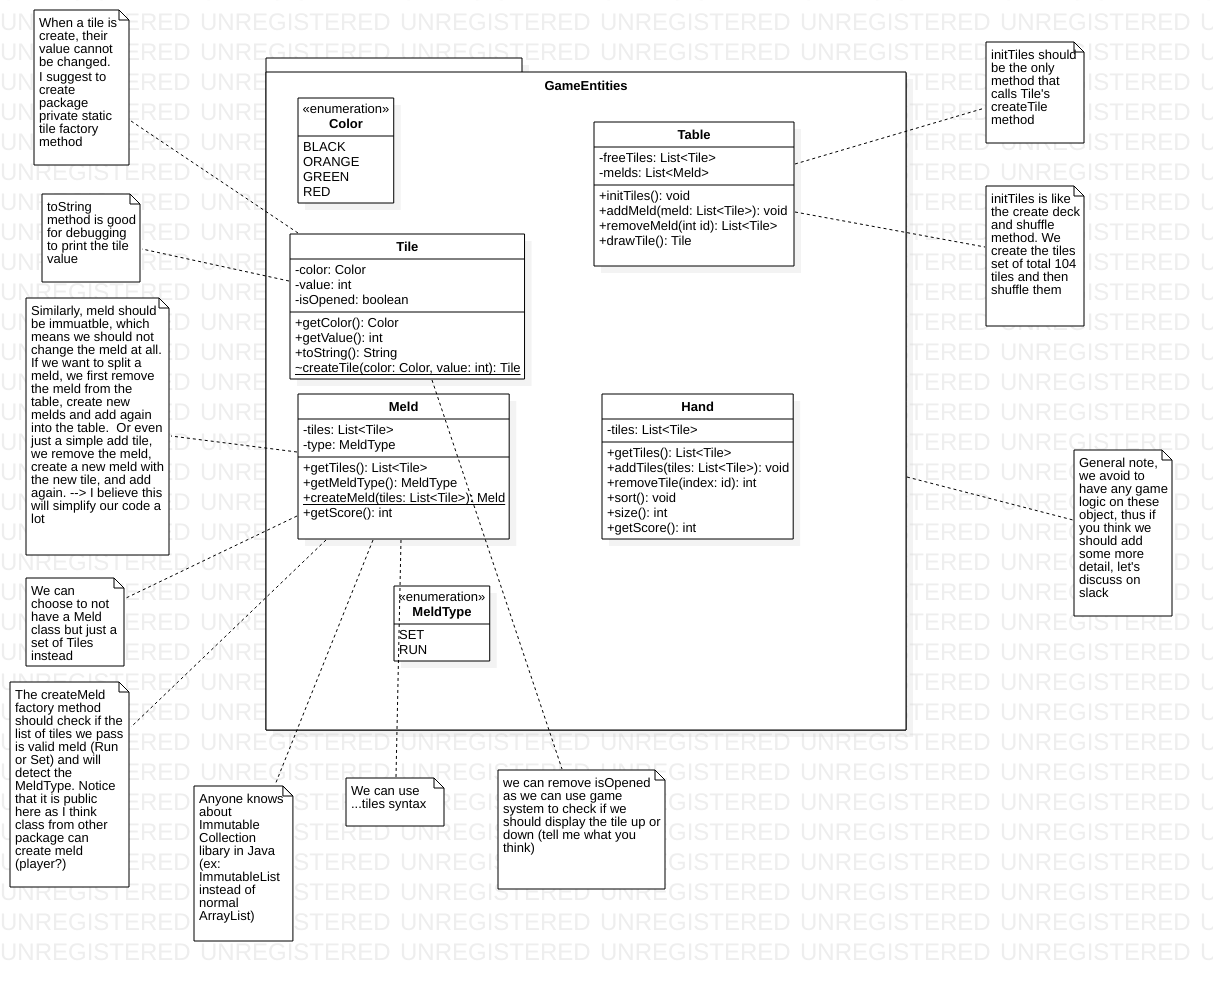 When a tile is
create, their
value cannot
be changed.
I suggest to
create
package
private static
tile factory
method
toString
method is good
for debugging
to print the tile
value
Similarly, meld should
be immuatble, which
means we should not
change the meld at all.
If we want to split a
meld, we first remove
the meld from the
table, create new
melds and add again
into the table.  Or even
just a simple add tile,
we remove the meld,
create a new meld with
the new tile, and add
again. --> I believe this
will simplify our code a
lot
We can
choose to not
have a Meld
class but just a
set of Tiles
instead
The createMeld
factory method
should check if the
list of tiles we pass
is valid meld (Run
or Set) and will
detect the
MeldType. Notice
that it is public
here as I think
class from other
package can
create meld
(player?)
GameEntities
«enumeration»
Color
BLACK
ORANGE
GREEN
RED
Tile
-color: Color
-value: int
-isOpened: boolean
+getColor(): Color
+getValue(): int
+toString(): String
~createTile(color: Color, value: int): Tile
Meld
-tiles: List<Tile>
-type: MeldType
+getTiles(): List<Tile>
+getMeldType(): MeldType
+createMeld(tiles: List<Tile>): Meld
+getScore(): int
«enumeration»
MeldType
SET
RUN
Table
-freeTiles: List<Tile>
-melds: List<Meld>
+initTiles(): void
+addMeld(meld: List<Tile>): void
+removeMeld(int id): List<Tile>
+drawTile(): Tile
Hand
-tiles: List<Tile>
+getTiles(): List<Tile>
+addTiles(tiles: List<Tile>): void
+removeTile(index: id): int
+sort(): void
+size(): int
+getScore(): int
initTiles should
be the only
method that
calls Tile's
createTile
method
initTiles is like
the create deck
and shuffle
method. We
create the tiles
set of total 104
tiles and then
shuffle them
General note,
we avoid to
have any game
logic on these
object, thus if
you think we
should add
some more
detail, let's
discuss on
slack
Anyone knows
about
Immutable
Collection
libary in Java
(ex:
ImmutableList
instead of
normal
ArrayList)
We can use
...tiles syntax
we can remove isOpened
as we can use game
system to check if we
should display the tile up or
down (tell me what you
think)
UNREGISTERED